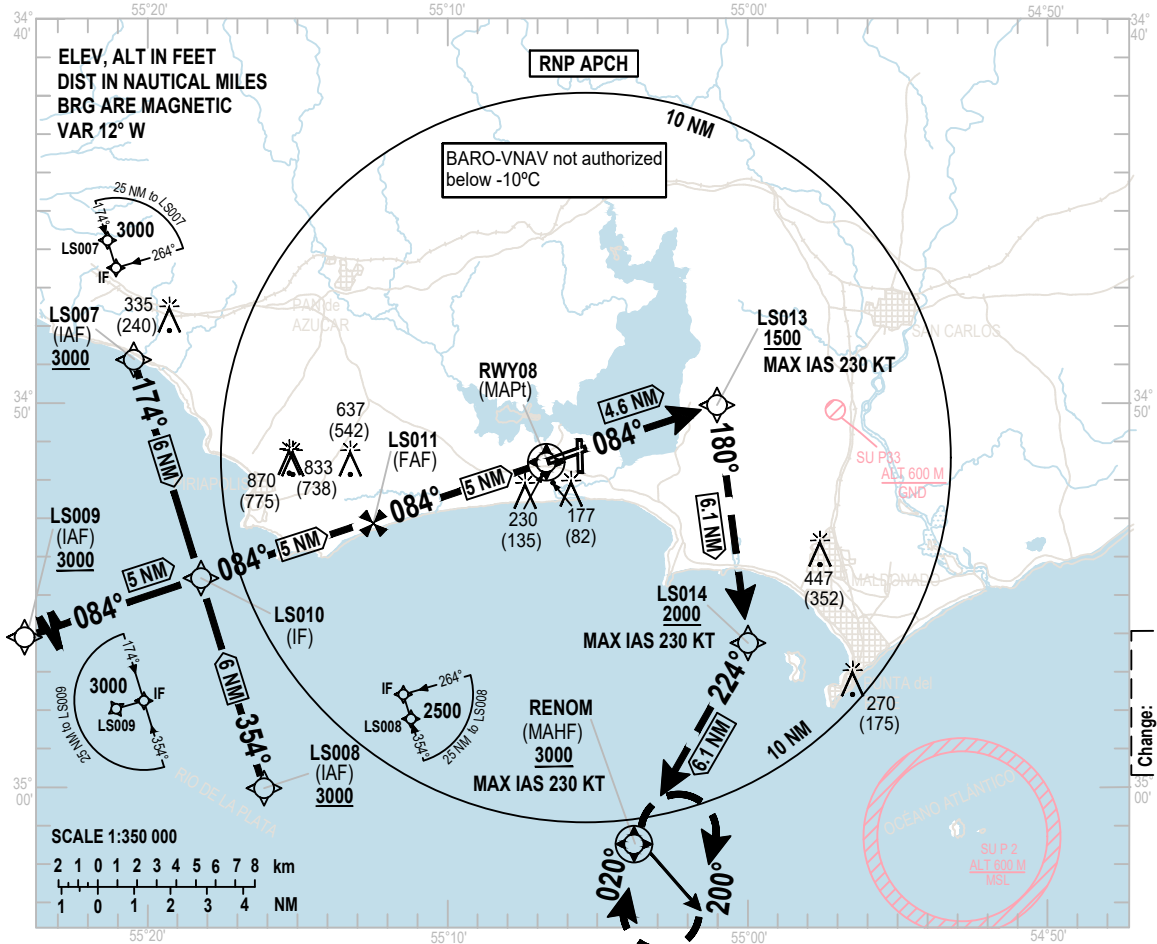 55°20'
55°10'
55°00'
54°50'
34°
40'
34°
40'
ELEV, ALT IN FEET
DIST IN NAUTICAL MILES
BRG ARE MAGNETIC
VAR 12° W
RNP APCH
10 NM
BARO-VNAV not authorized
below -10ºC
25 NM to LS007
174°
3000
LS007
264°
IF
335
(240)
LS007
(IAF)
3000
PAN de
AZUCAR
SAN CARLOS
LS013
1500
MAX IAS 230 KT
RWY08
(MAPt)
4.6 NM
084°
34°
50'
34°
50'
174°
6 NM
637
(542)
870
(775)
833
(738)
LS011
(FAF)
5 NM
084°
180°
SU P33
ALT 600 M
GND
230
(135)
177
(82)
6.1 NM
LS009
(IAF)
3000
5 NM
084°
5 NM
084°
447
(352)
MALDONADO
LS014
2000
MAX IAS 230 KT
LS010
(IF)
174°
3000
IF
LS009
354°
25 NM to LS009
6 NM
354°
IF
264°
2500
LS008
354°
25 NM to LS008
224°
6.1 NM
270
(175)
RENOM
(MAHF)
3000
MAX IAS 230 KT
10 NM
Change:
LS008
(IAF)
3000
RIO DE LA PLATA
OCÉANO ATLÁNTICO
35°
00'
35°
00'
SCALE 1:350 000
2 1 0 1 2 3 4 5 6 7 8 km
1 0 1 2 3 4 NM
020°
200°
SU P 2
ALT 600 M
MSL
55°20'
55°10'
55°00'
54°50'